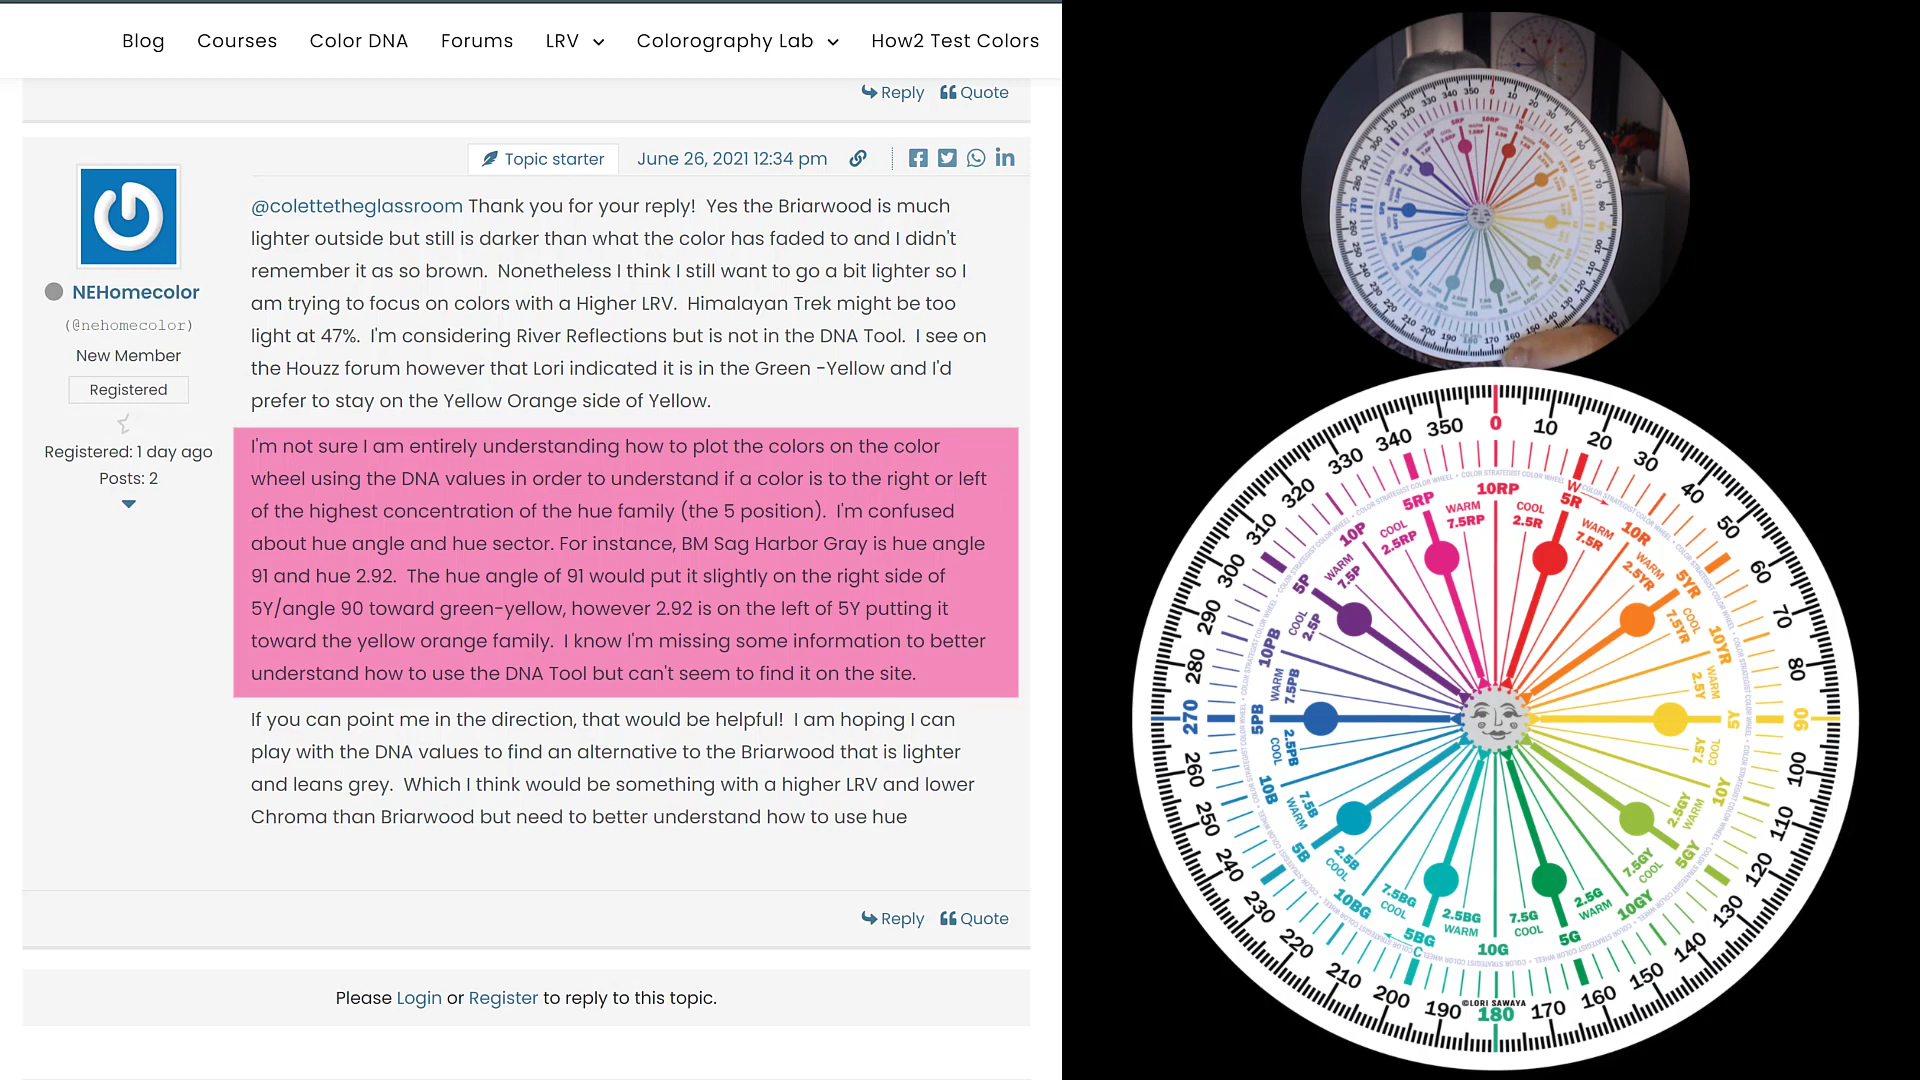 Blog Courses Color DNA Forums LRV Colorography Lab How2 Test Colors
Reply Quote
Topic starter June 26, 2021 12:34 pm
NEHomecolor
(@nehomecolor)
New Member
Registered
Registered: 1 day ago
Posts: 2
@colettetheglassroom Thank you for your reply! Yes the Briarwood is much
lighter outside but still is darker than what the color has faded to and I didn't
remember it as so brown. Nonetheless I think I still want to go a bit lighter so I
am trying to focus on colors with a Higher LRV. Himalayan Trek might be too
light at 47%. I'm considering River Reflections but is not in the DNA Tool. I see on
the Houzz forum however that Lori indicated it is in the Green -Yellow and I'd
prefer to stay on the Yellow Orange side of Yellow.
I'm not sure I am entirely understanding how to plot the colors on the color
wheel using the DNA values in order to understand if a color is to the right or left
of the highest concentration of the hue family (the 5 position). I'm confused
about hue angle and hue sector. For instance, BM Sag Harbor Gray is hue angle
91 and hue 2.92. The hue angle of 91 would put it slightly on the right side of
5Y/angle 90 toward green-yellow, however 2.92 is on the left of 5Y putting it
toward the yellow orange family. I know I'm missing some information to better
understand how to use the DNA Tool but can't seem to find it on the site.
If you can point me in the direction, that would be helpful! I am hoping I can
play with the DNA values to find an alternative to the Briarwood that is lighter
and leans grey. Which I think would be something with a higher LRV and lower
Chroma than Briarwood but need to better understand how to use hue
Reply Quote
Please Login or Register to reply to this topic.
0
10
20
30
40
50
60
70
80
90
100
110
120
130
140
150
160
170
180
190
200
210
220
230
240
250
260
270
280
290
300
310
320
330
340
350
10RP
COOL 2.5R
W
5R
WARM 7.5R
10R
WARM 2.5YR
5YR
COOL 7.5YR
10YR
WARM 2.5Y
5Y
COOL 7.5Y
10Y
2.5GY WARM
5GY
7.5GY COOL
10GY
2.5G WARM
5G
7.5G COOL
10G
2.5BG WARM
5BG
C
7.5BG COOL
10BG
2.5B COOL
5B
7.5B WARM
10B
2.5PB COOL
5PB
WARM 7.5PB
10PB
COOL 2.5P
5P
WARM 7.5P
10P
COOL 2.5RP
5RP
WARM 7.5RP
COLOR STRATEGIST COLOR WHEEL
©LORI SAWAYA